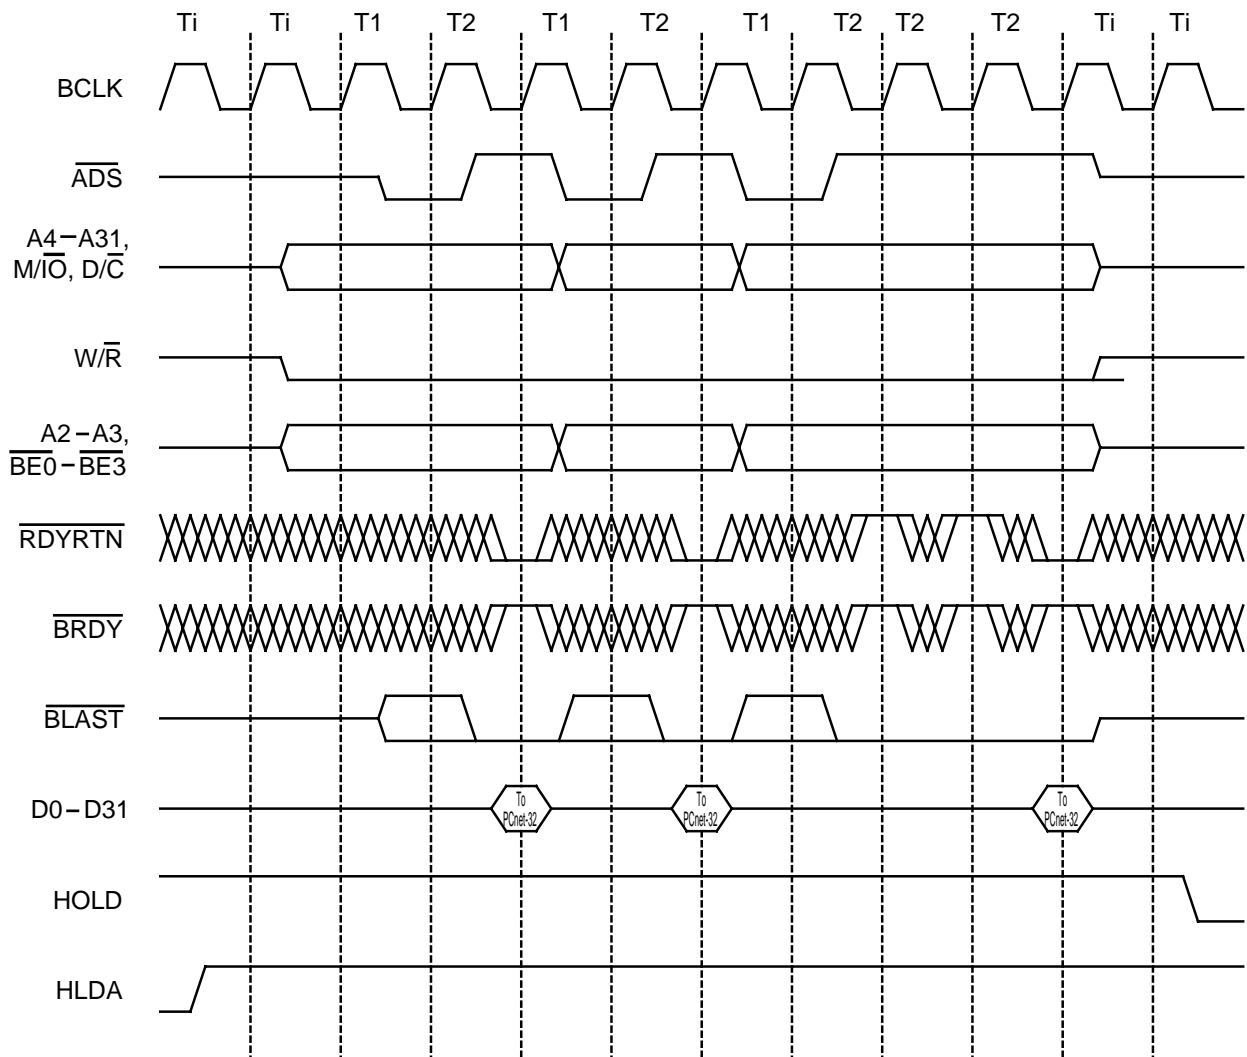 Ti Ti T1 T2 T1 T2 T1 T2 T2 T2 Ti Ti
BCLK
ADS
A4–A31,
M/IO, D/C
W/R
A2–A3,
BE0–BE3
RDYRTN
BRDY
BLAST
D0–D31
To
PCnet-32
To
PCnet-32
To
PCnet-32
HOLD
HLDA